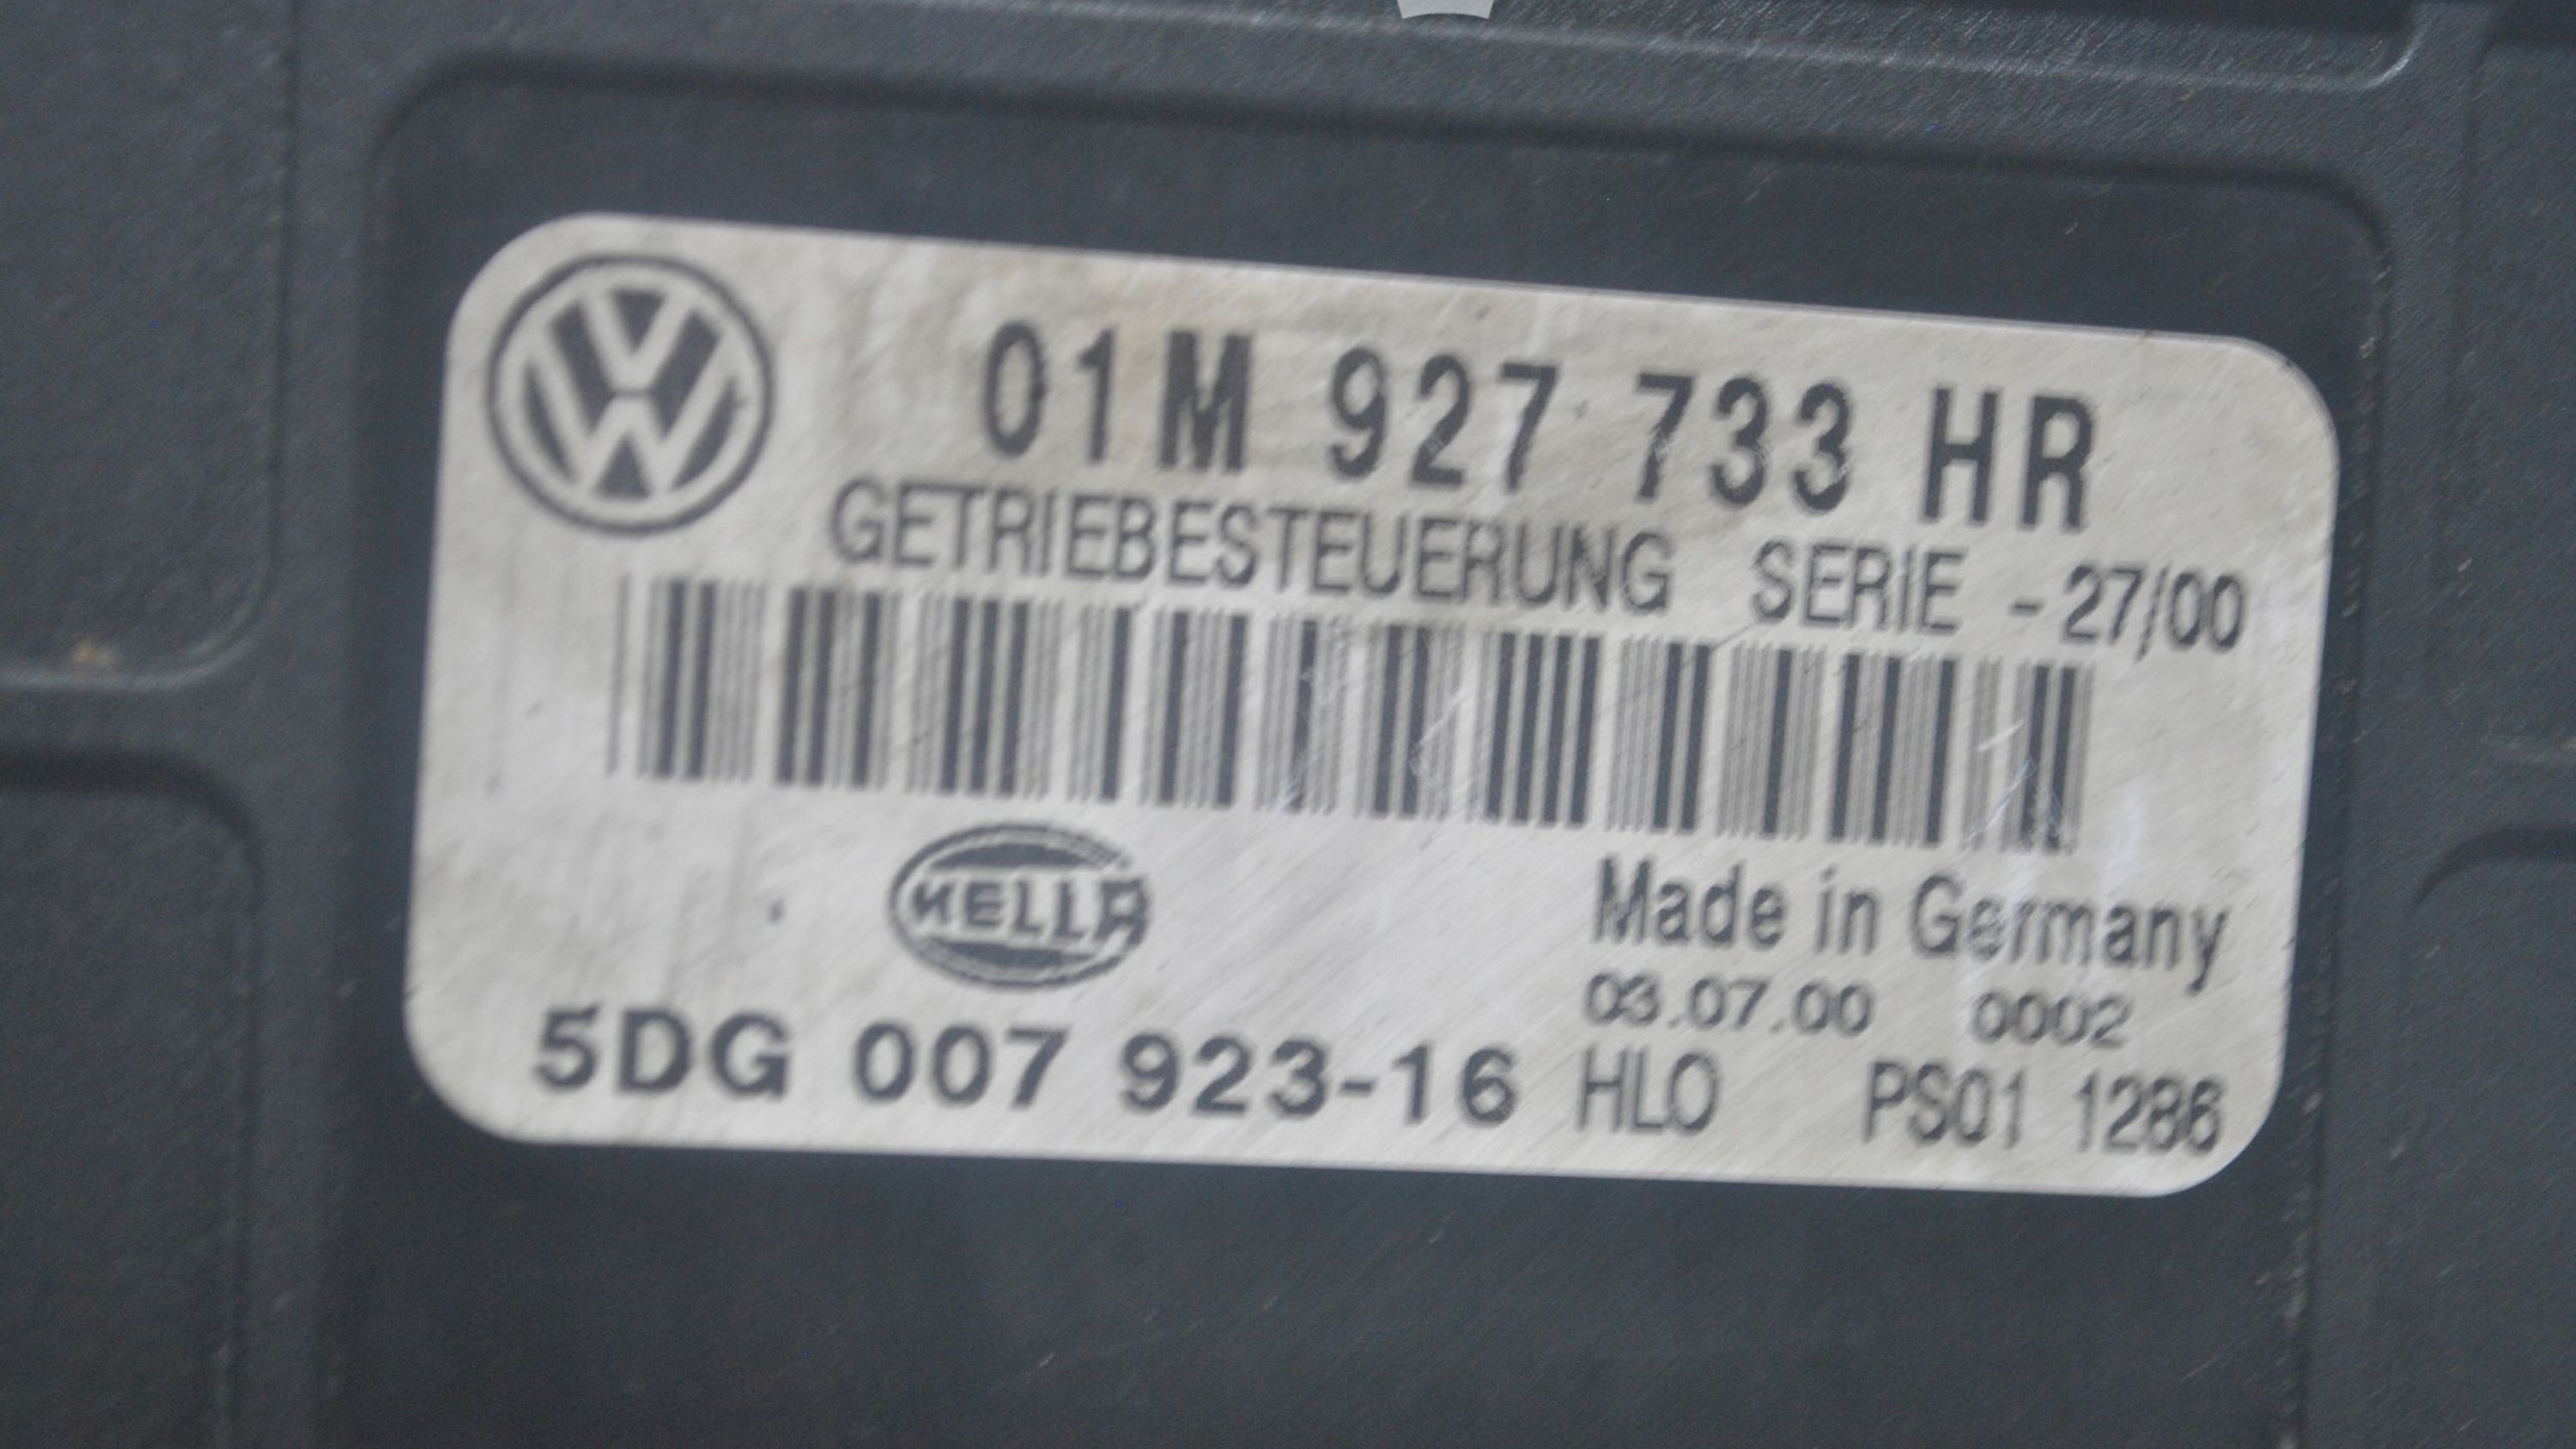 01M 927 733 HR
GETRIEBESTEUERUNG SERIE - 27/00
HELLA
Made in Germany
03.07.00 0002
5DG 007 923-16 HLO PS01 1286